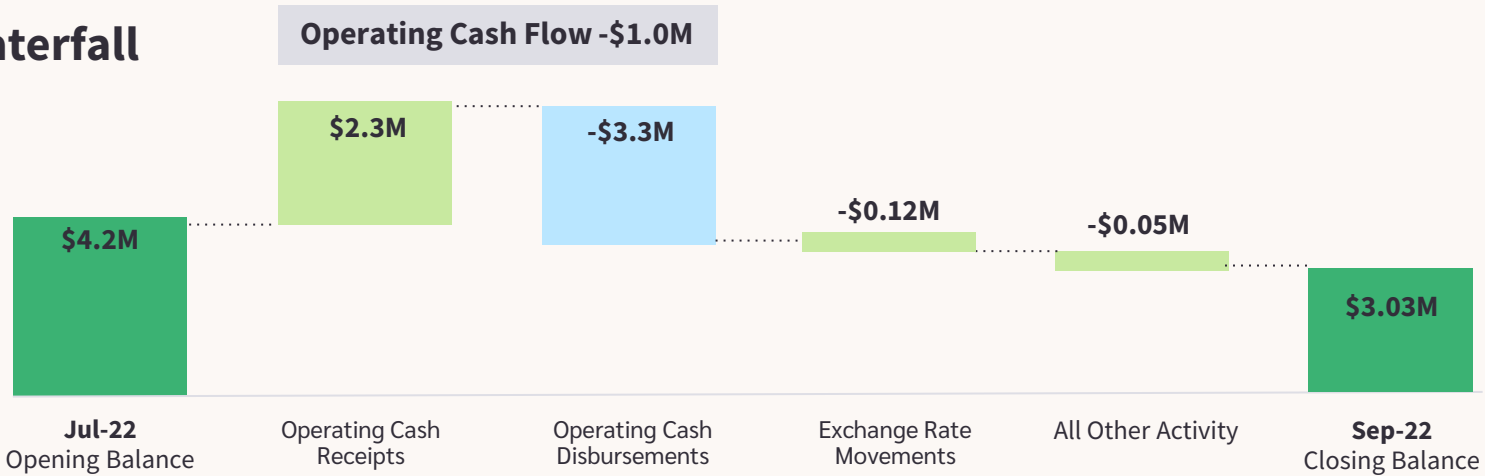 aterfall
Operating Cash Flow -$1.0M
$4.2M
$2.3M
-$3.3M
-$0.12M
-$0.05M
$3.03M
Jul-22
Opening Balance
Operating Cash
Receipts
Operating Cash
Disbursements
Exchange Rate
Movements
All Other Activity
Sep-22
Closing Balance